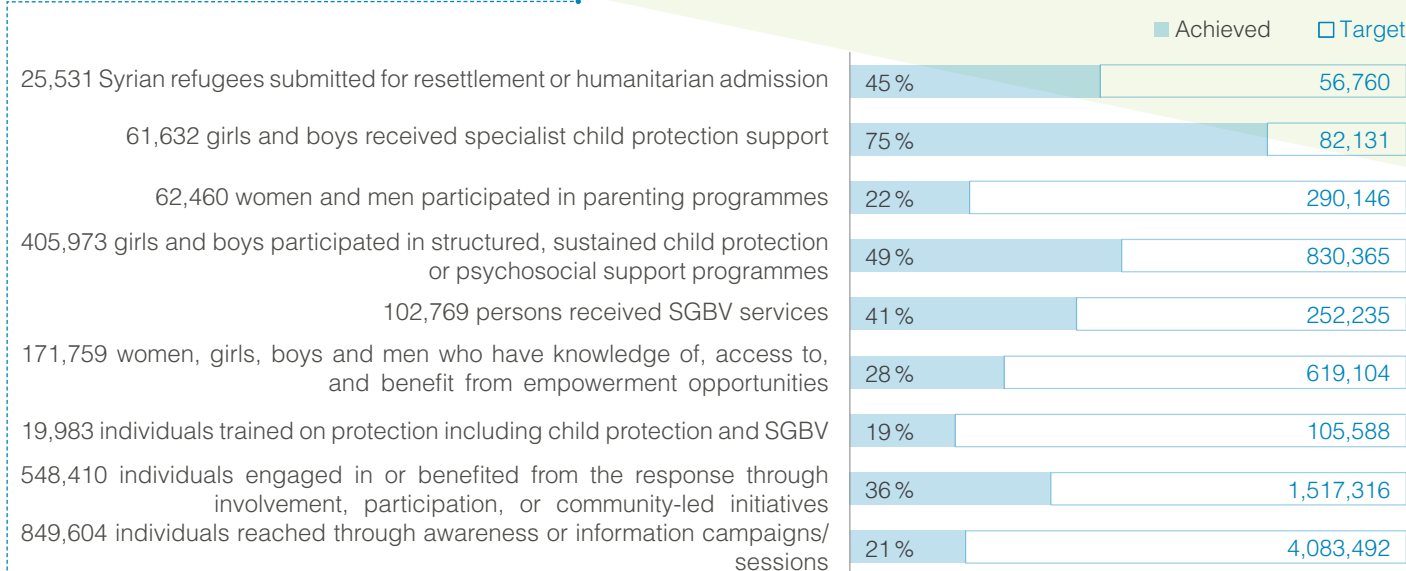 Achieved Target
25,531 Syrian refugees submitted for resettlement or humanitarian admission 45 % 56,760
61,632 girls and boys received specialist child protection support 75 % 82,131
62,460 women and men participated in parenting programmes 22 % 290,146
405,973 girls and boys participated in structured, sustained child protection
or psychosocial support programmes
49 % 830,365
102,769 persons received SGBV services 41 % 252,235
171,759 women, girls, boys and men who have knowledge of, access to,
and benefit from empowerment opportunities
28 % 619,104
19,983 individuals trained on protection including child protection and SGBV 19 % 105,588
548,410 individuals engaged in or benefited from the response through
involvement, participation, or community-led initiatives
36 % 1,517,316
849,604 individuals reached through awareness or information campaigns/
sessions
21 % 4,083,492